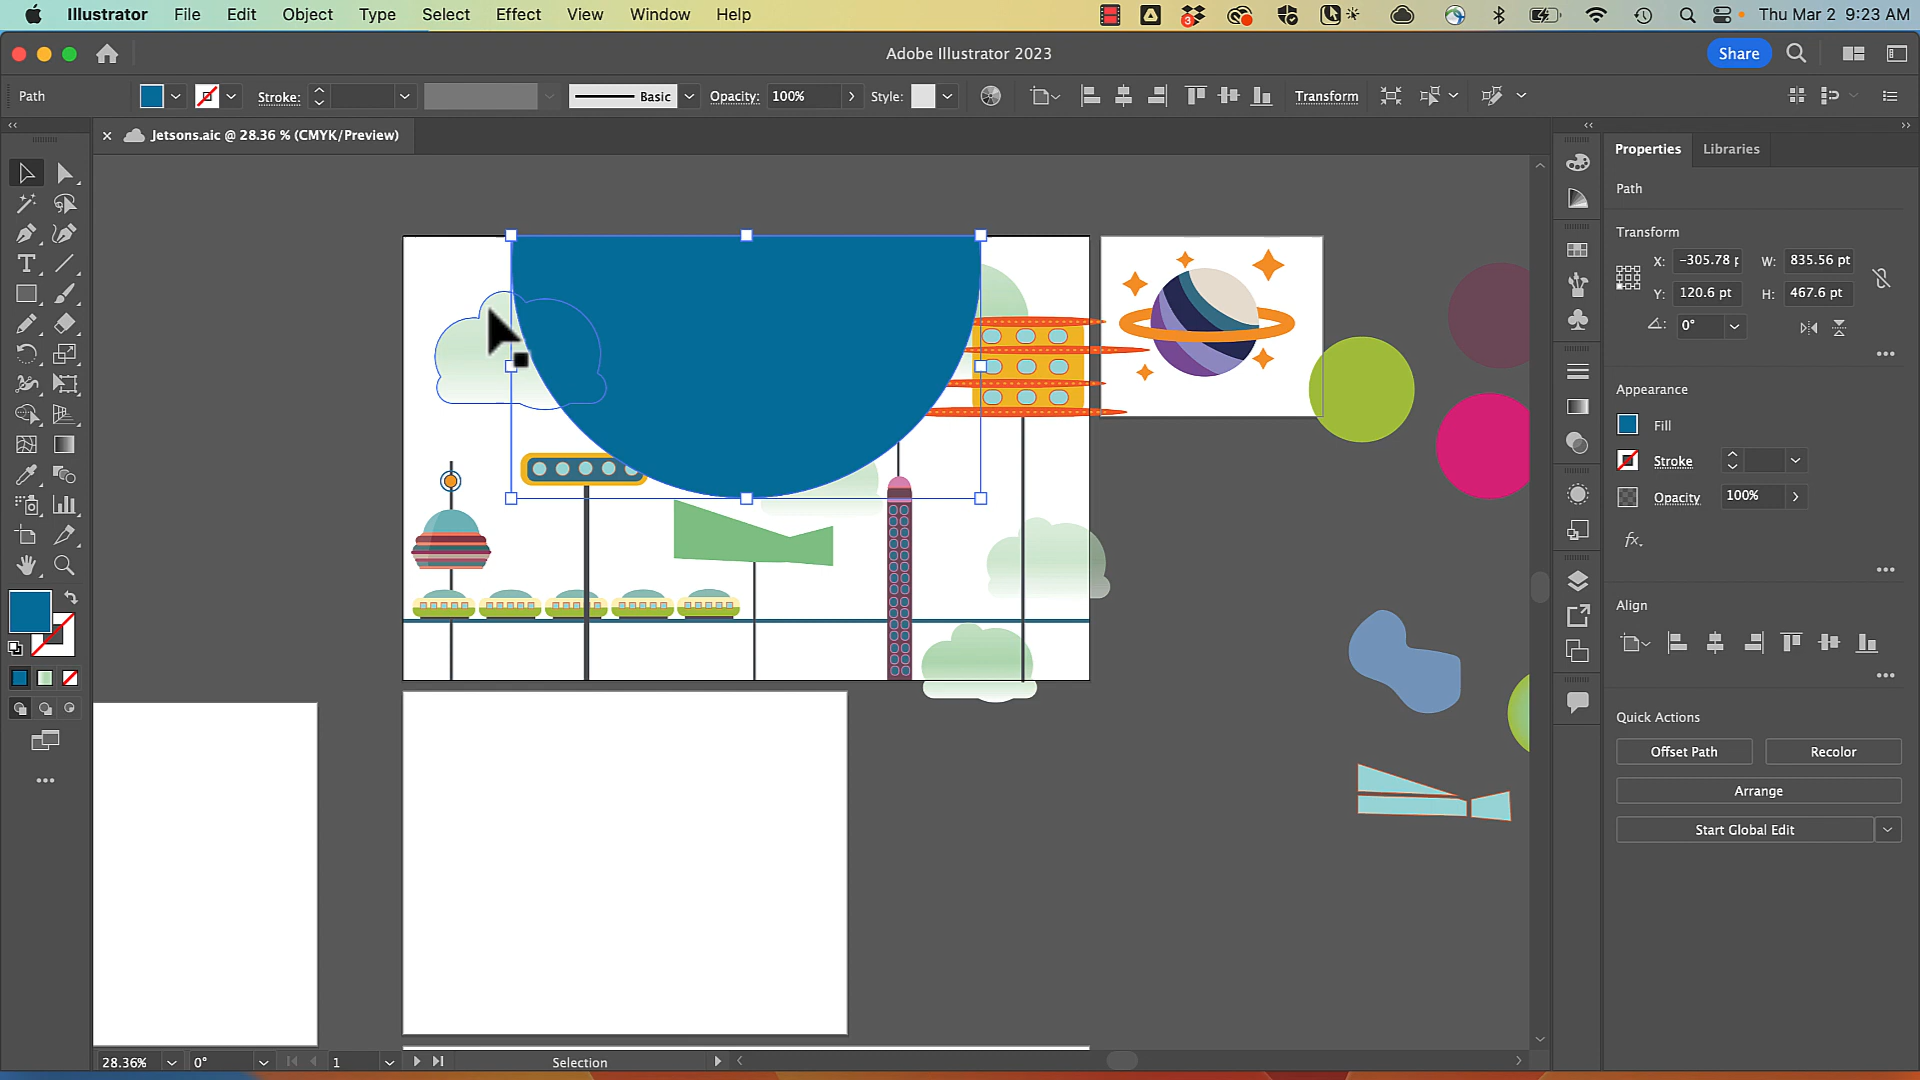 Illustrator File Edit Object Type Select Effect View Window Help
3
Thu Mar 2 9:23 AM
Adobe Illustrator 2023
Share
Path
Stroke:
Basic
Opacity: 100%
Style:
Transform
Jetsons.aic @ 28.36 % (CMYK/Preview)
Properties Libraries
Path
Transform
X: -305.78 W: 835.56 pt
Y: 120.6 pt H: 467.6 pt
0°
Appearance
Fill
Stroke
Opacity 100%
fx.
Align
Quick Actions
Offset Path Recolor
Arrange
Start Global Edit
28.36% 0° 1 Selection